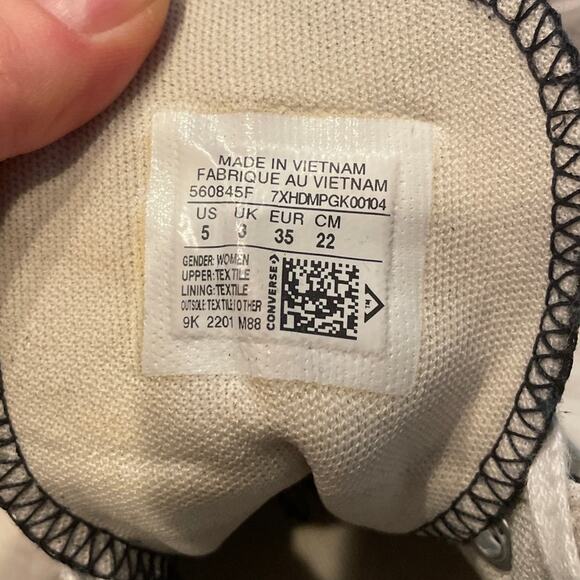 MADE IN VIETNAM
FABRIQUE AU VIETNAM
560845F 7XHDMPGK00104
US UK EUR CM
5 3 35 22
GENDER: WOMEN
UPPER: TEXTILE
LINING: TEXTILE
OUTSOLE: TEXTILE/OTHER
9K 2201 M88
CONVERSE
TM